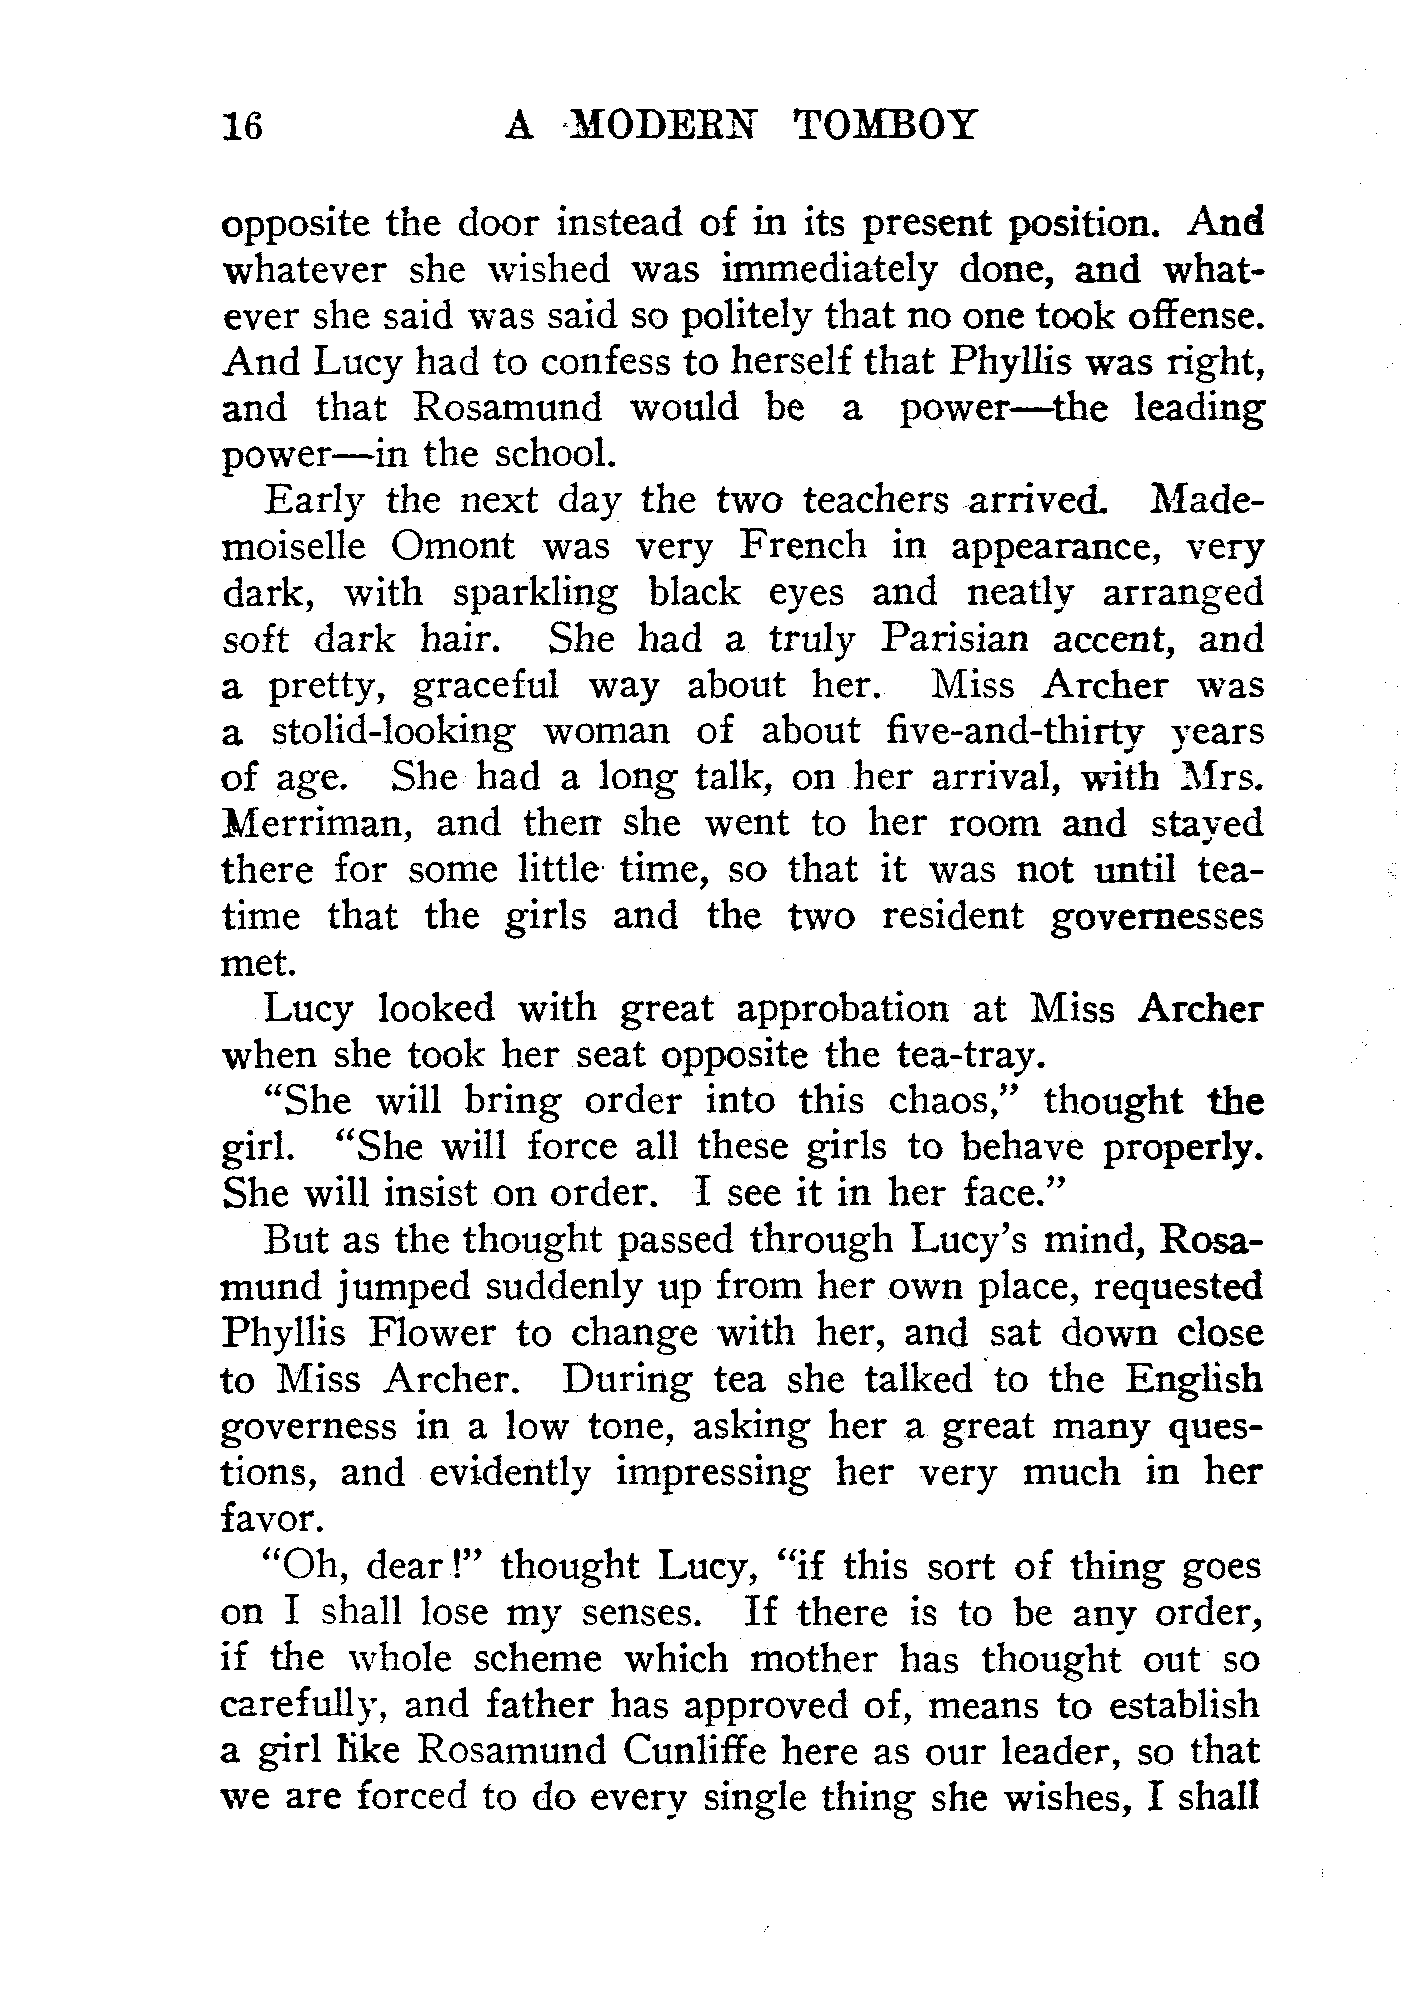 16 A MODERN TOMBOY
opposite the door instead of in its present position. And
whatever she wished was immediately done, and what-
ever she said was said so politely that no one took offense.
And Lucy had to confess to herself that Phyllis was right,
and that Rosamund would be a power—the leading
power—in the school.
Early the next day the two teachers arrived. Made-
moiselle Omont was very French in appearance, very
dark, with sparkling black eyes and neatly arranged
soft dark hair. She had a truly Parisian accent, and
a pretty, graceful way about her. Miss Archer was
a stolid-looking woman of about five-and-thirty years
of age. She had a long talk, on her arrival, with Mrs.
Merriman, and then she went to her room and stayed
there for some little time, so that it was not until tea-
time that the girls and the two resident governesses
met.
Lucy looked with great approbation at Miss Archer
when she took her seat opposite the tea-tray.
“She will bring order into this chaos,” thought the
girl. “She will force all these girls to behave properly.
She will insist on order. I see it in her face.”
But as the thought passed through Lucy’s mind, Rosa-
mund jumped suddenly up from her own place, requested
Phyllis Flower to change with her, and sat down close
to Miss Archer. During tea she talked to the English
governess in a low tone, asking her a great many ques-
tions, and evidently impressing her very much in her
favor.
“Oh, dear!” thought Lucy, “if this sort of thing goes
on I shall lose my senses. If there is to be any order,
if the whole scheme which mother has thought out so
carefully, and father has approved of, means to establish
a girl like Rosamund Cunliffe here as our leader, so that
we are forced to do every single thing she wishes, I shall